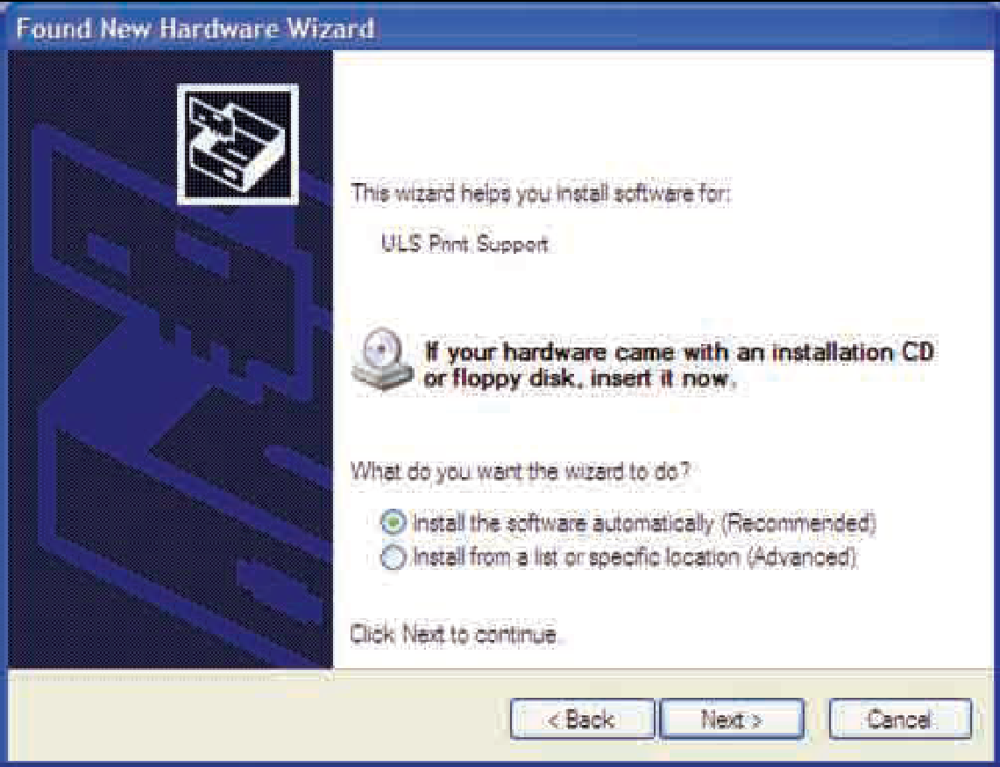 Found New Hardware Wizard
This wizard helps you install software for:
ULS Print Support
If your hardware came with an installation CD
or floppy disk, insert it now.
What do you want the wizard to do?
Install the software automatically (Recommended)
Install from a list or specific location (Advanced)
Click Next to continue.
< Back
Next >
Cancel